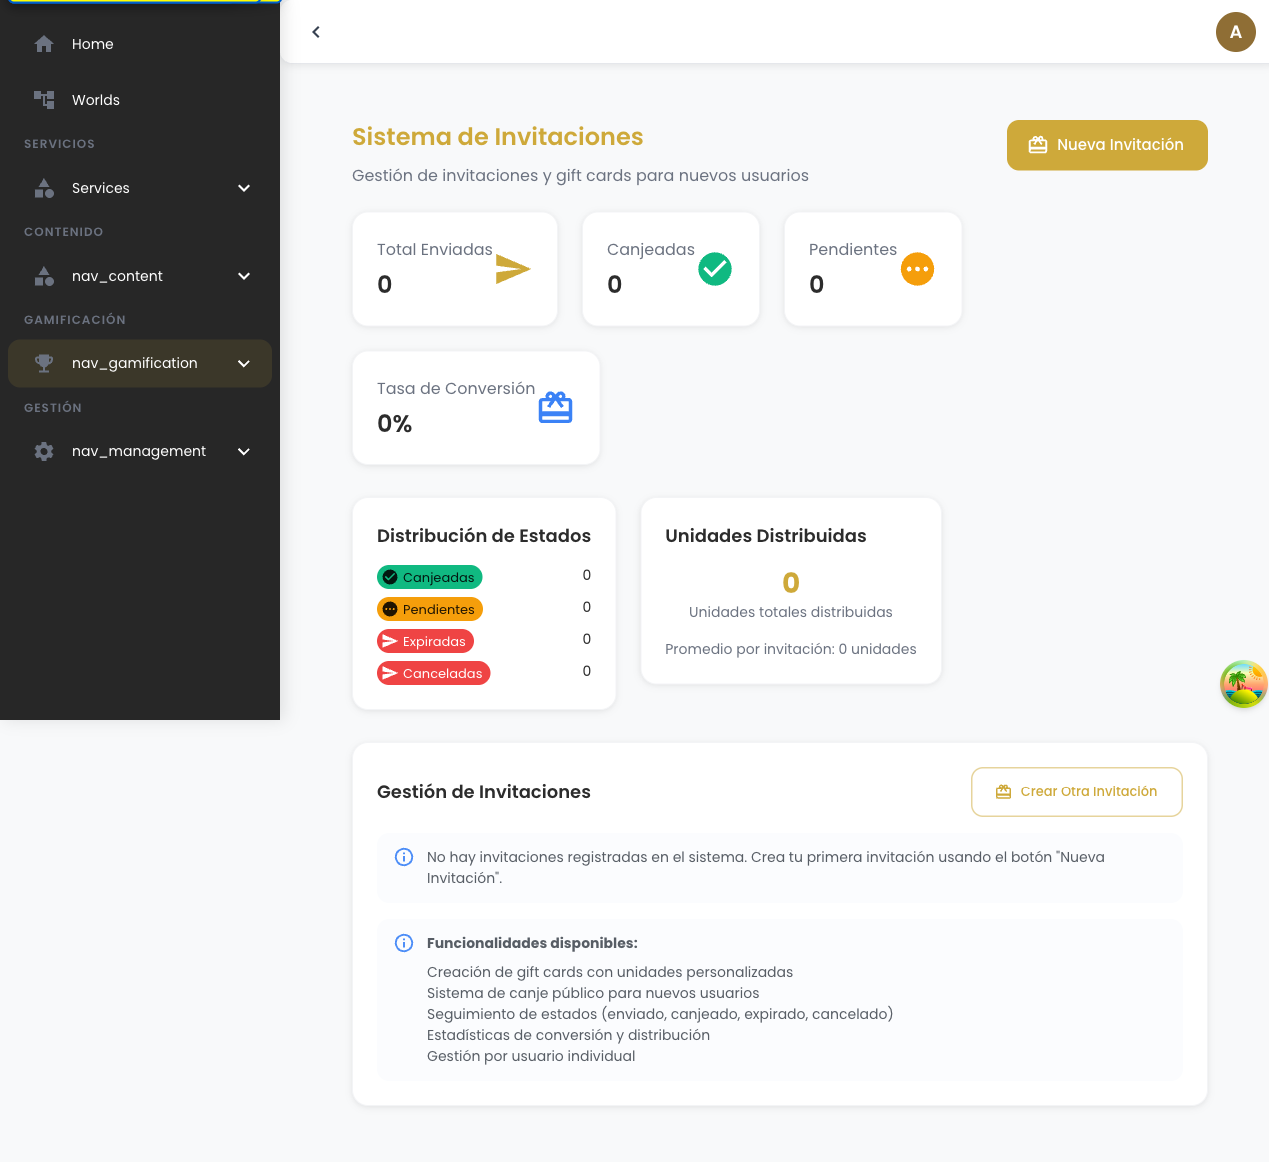 Home
Worlds
SERVICIOS
Services
CONTENIDO
nav_content
GAMIFICACIÓN
nav_gamification
GESTIÓN
nav_management
A
Sistema de Invitaciones
Nueva Invitación
Gestión de invitaciones y gift cards para nuevos usuarios
Total Enviadas
0
Canjeadas
0
Pendientes
0
Tasa de Conversión
0%
Distribución de Estados
Canjeadas 0
Pendientes 0
Expiradas 0
Canceladas 0
Unidades Distribuidas
0
Unidades totales distribuidas
Promedio por invitación: 0 unidades
Gestión de Invitaciones
Crear Otra Invitación
No hay invitaciones registradas en el sistema. Crea tu primera invitación usando el botón "Nueva
Invitación".
Funcionalidades disponibles:
Creación de gift cards con unidades personalizadas
Sistema de canje público para nuevos usuarios
Seguimiento de estados (enviado, canjeado, expirado, cancelado)
Estadísticas de conversión y distribución
Gestión por usuario individual